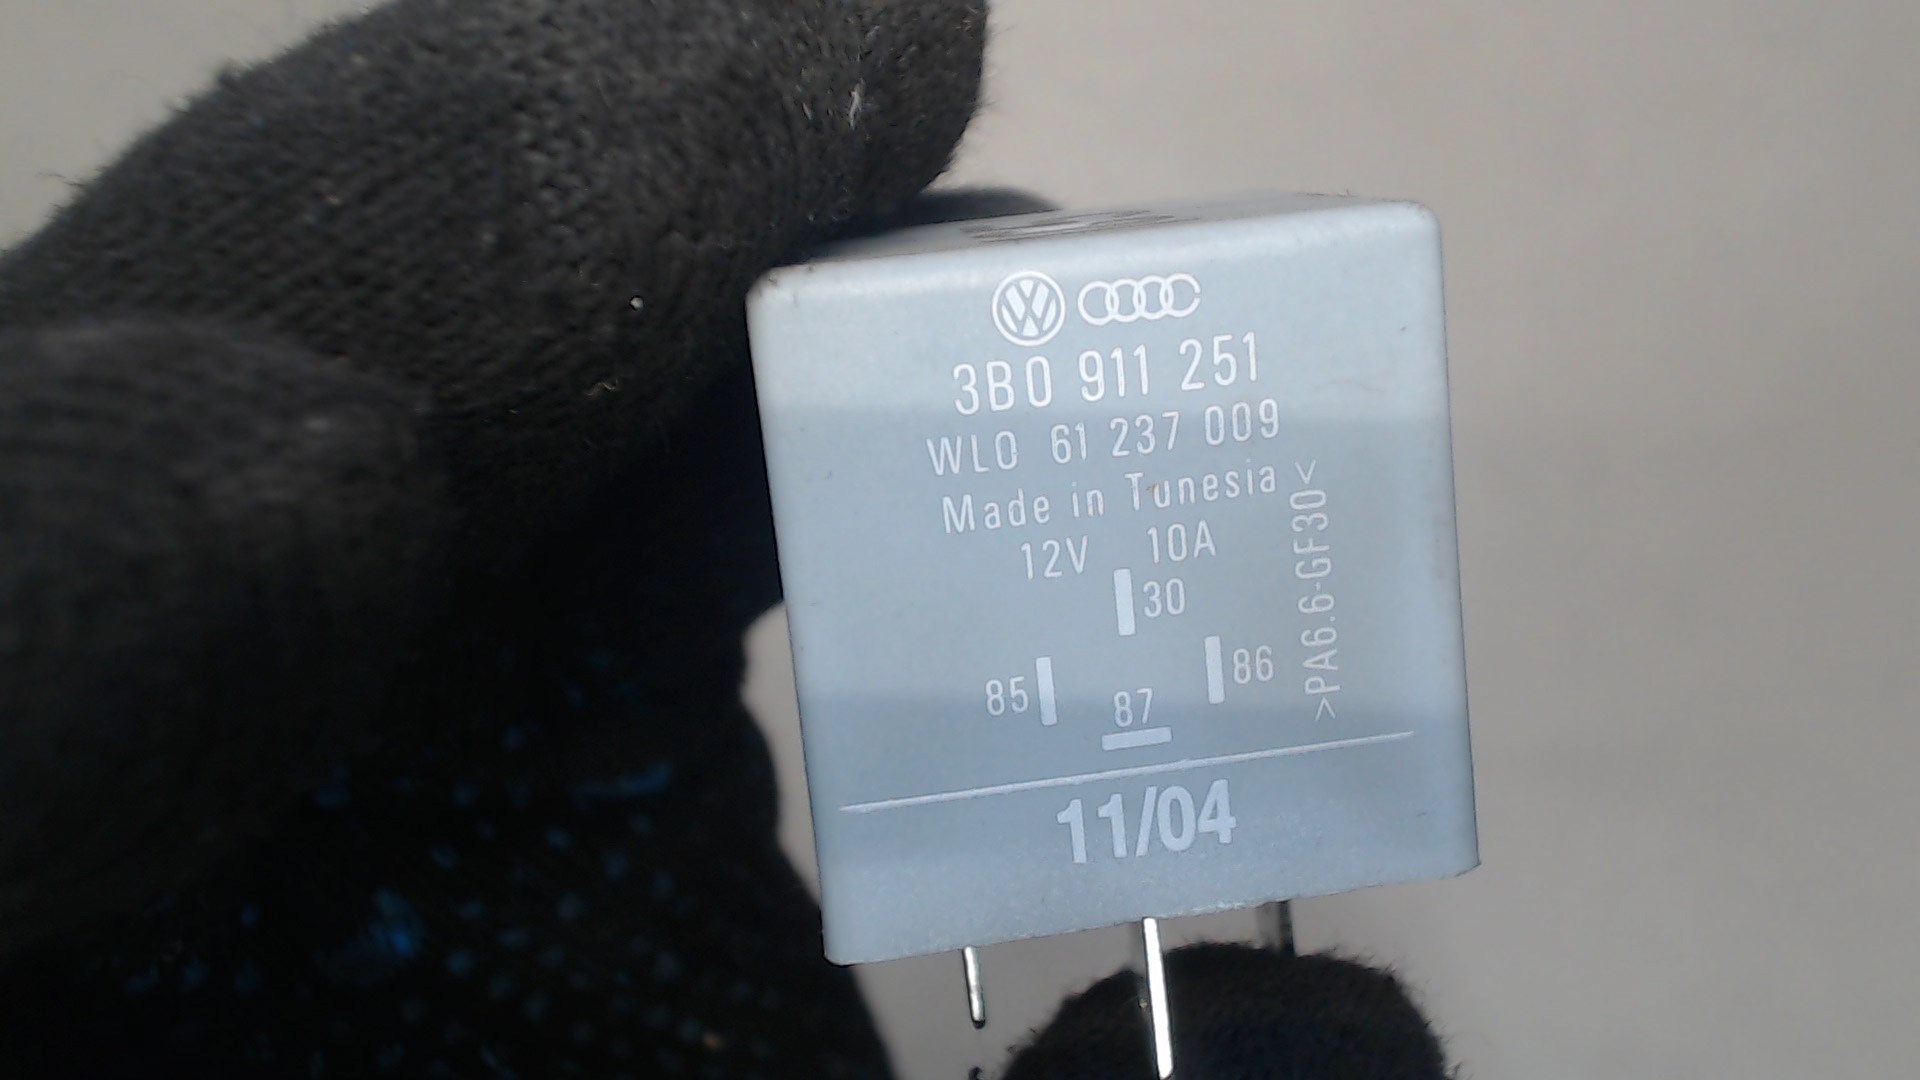 3B0 911 251
WLO 61 237 009
Made in Tunesia
12V 10A
30
85
86
87
>PA6.6-GF30<
11/04